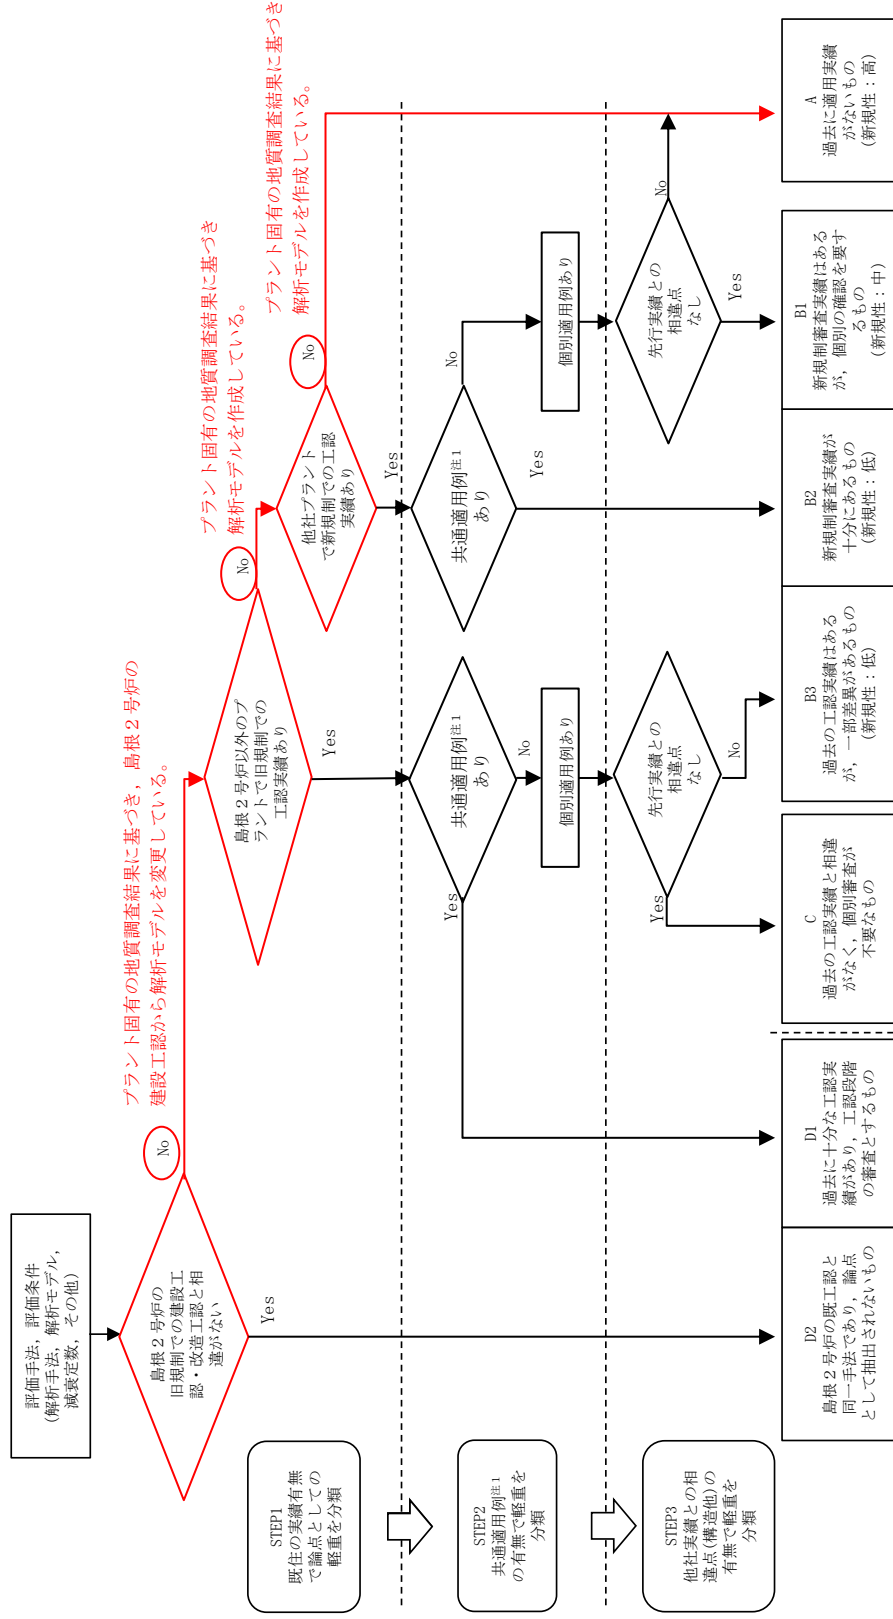 評価手法，評価条件
(解析手法，解析モデル，
減衰定数，その他)
島根２号炉の
旧規制での建設工
認・改造工認と相
違がない
No
Yes
プラント固有の地質調査結果に基づき，島根２号炉の
建設工認から解析モデルを変更している。
島根２号炉以外のプ
ラントで旧規制での
工認実績あり
No
Yes
プラント固有の地質調査結果に基づき
解析モデルを作成している。
他社プラント
で新規制での工認
実績あり
No
Yes
プラント固有の地質調査結果に基づき
解析モデルを作成している。
STEP1
既往の実績有無
で論点としての
軽重を分類
STEP2
共通適用例注１
の有無で軽重を
分類
共通適用例注１
あり
Yes
No
個別適用例あり
共通適用例注１
あり
Yes
No
個別適用例あり
STEP3
他社実績との相
違点(構造他)の
有無で軽重を
分類
先行実績との
相違点
なし
Yes
No
先行実績との
相違点
なし
Yes
No
D2
島根２号炉の既工認と
同一手法であり，論点
として抽出されないもの
D1
過去に十分な工認実
績があり，工認段階
の審査とするもの
C
過去の工認実績と相違
がなく，個別審査が
不要なもの
B3
過去の工認実績はある
が，一部差異があるもの
(新規性：低)
B2
新規制審査実績が
十分にあるもの
(新規性：低)
B1
新規制審査実績はある
が，個別の確認を要す
るもの
(新規性：中)
A
過去に適用実績
がないもの
(新規性：高)